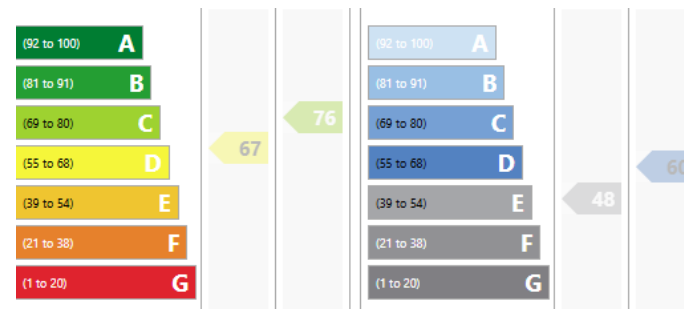 (92 to 100) A
(81 to 91) B
(69 to 80) C
(55 to 68) D
(39 to 54) E
(21 to 38) F
(1 to 20) G
67
76
(92 to 100) A
(81 to 91) B
(69 to 80) C
(55 to 68) D
(39 to 54) E
(21 to 38) F
(1 to 20) G
48
60